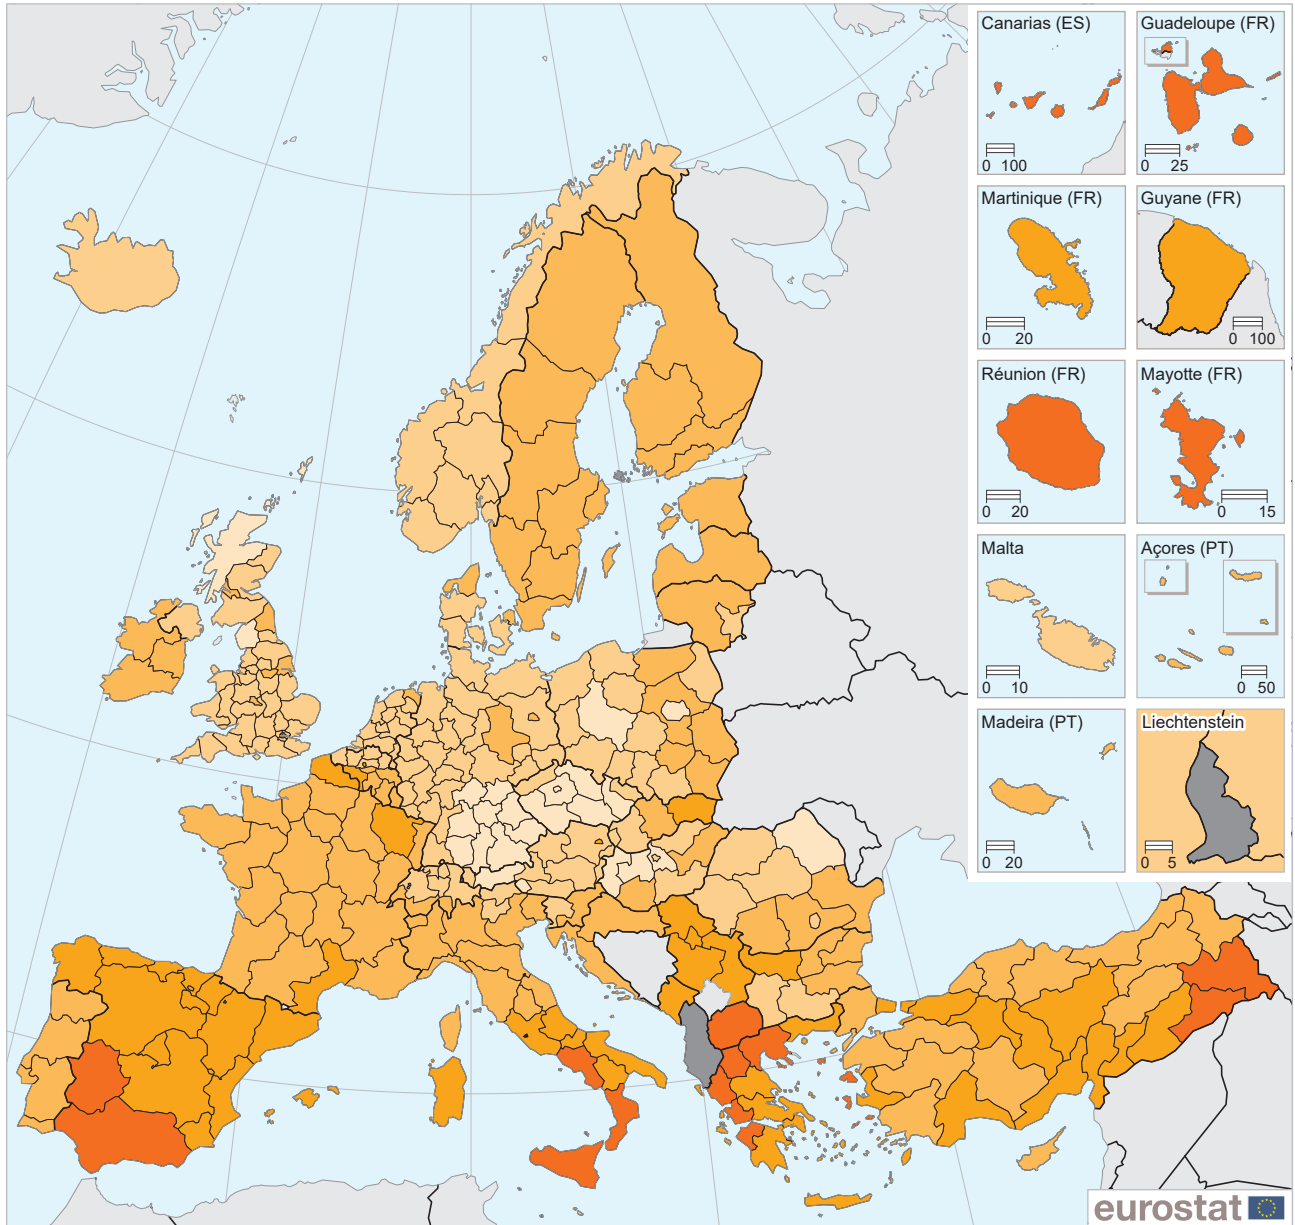 Canarias (ES)
0 100
Guadeloupe (FR)
0 25
Martinique (FR)
0 20
Guyane (FR)
0 100
Réunion (FR)
0 20
Mayotte (FR)
0 15
Malta
0 10
Açores (PT)
0 50
Madeira (PT)
0 20
Liechtenstein
0 5
eurostat